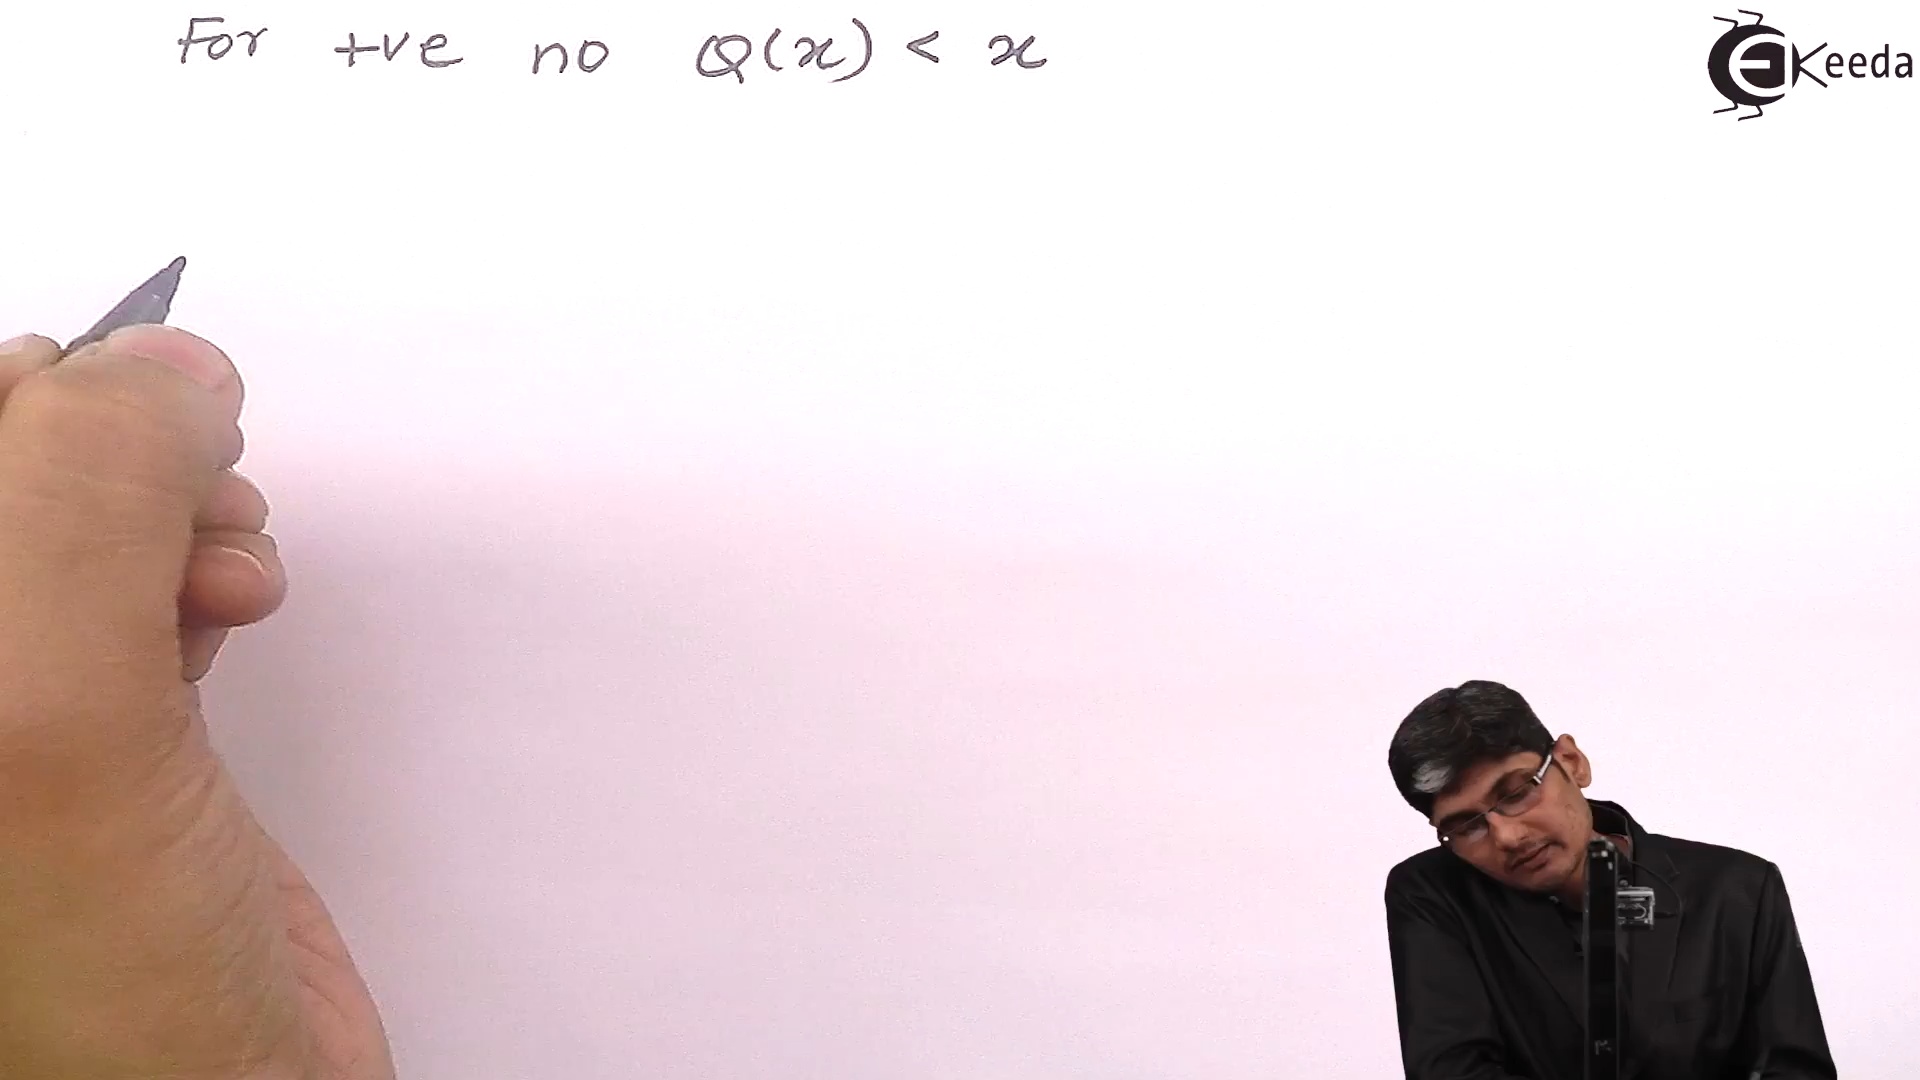 For +ve no Q(x) < x
EKeeda